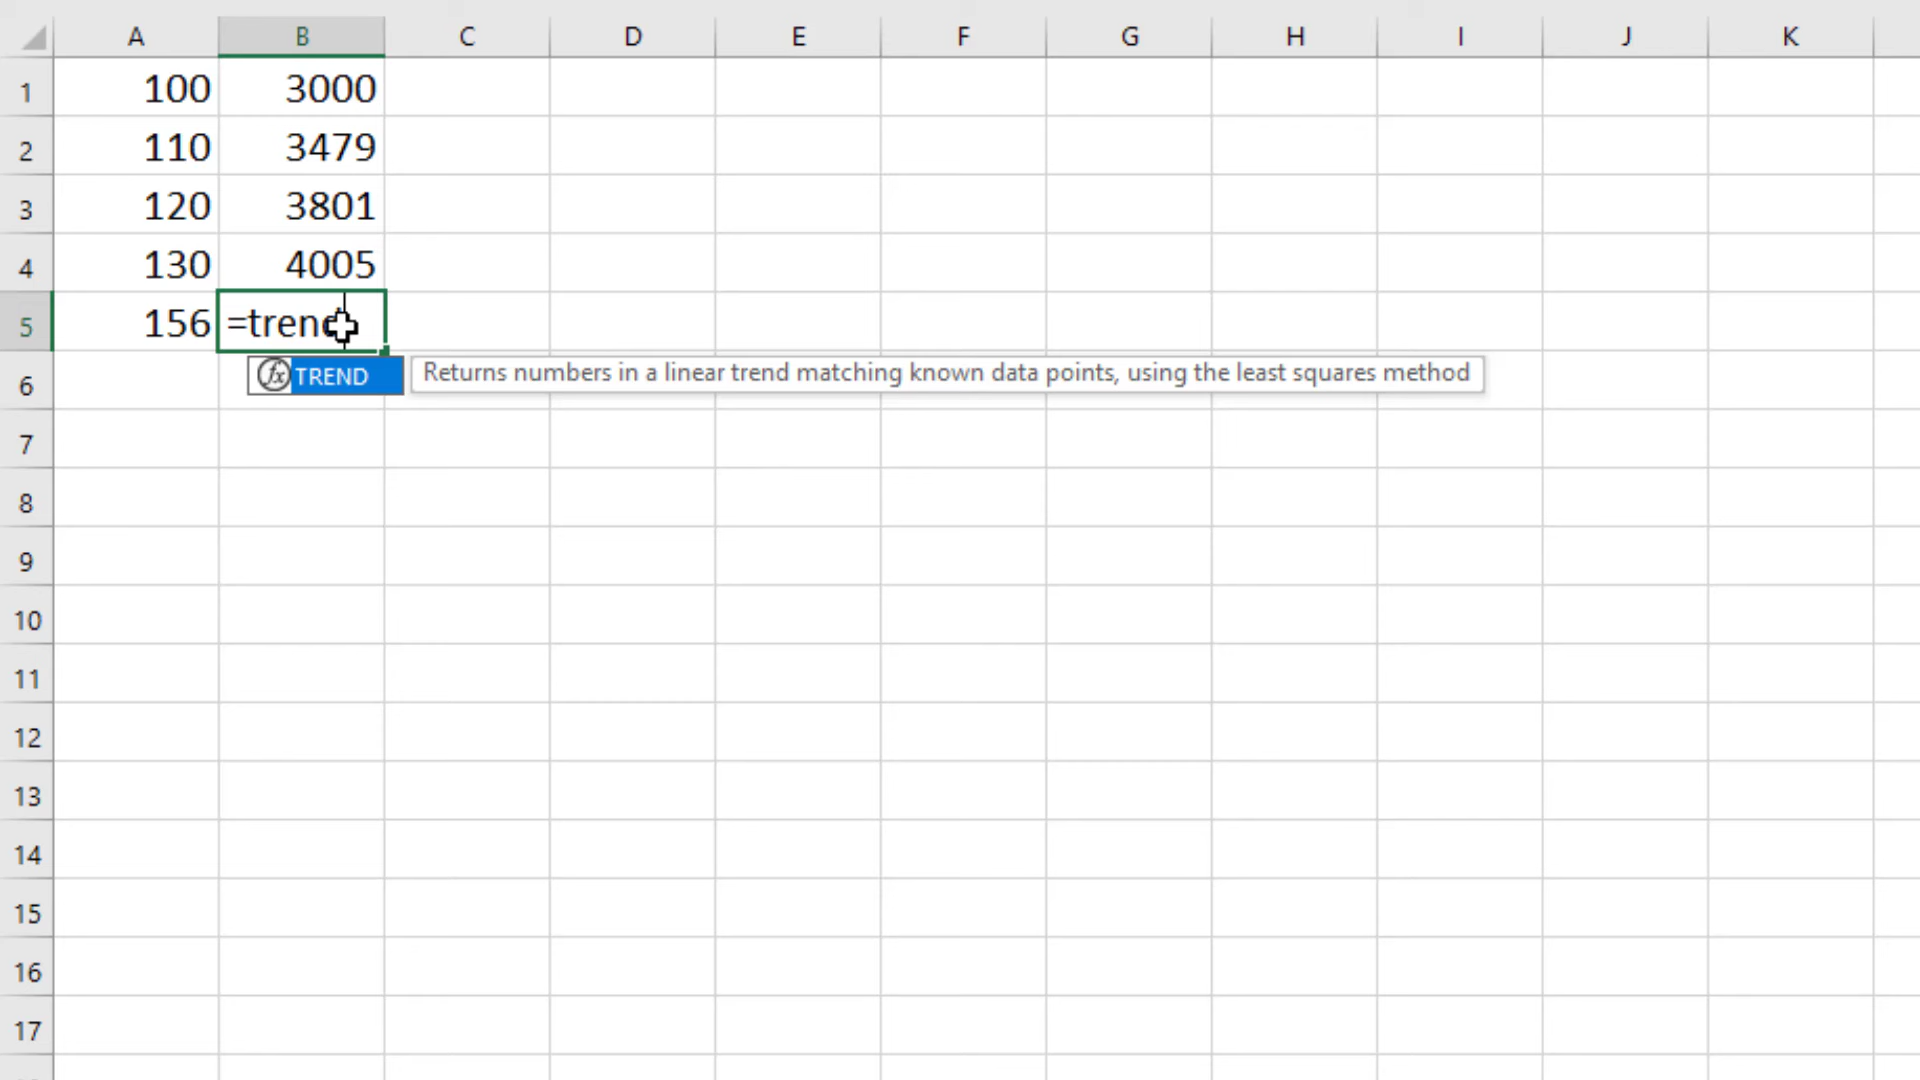 A B C D E F G H I J K
1 100 3000
2 110 3479
3 120 3801
4 130 4005
5 156 =trend
6 TREND Returns numbers in a linear trend matching known data points, using the least squares method
7
8
9
10
11
12
13
14
15
16
17